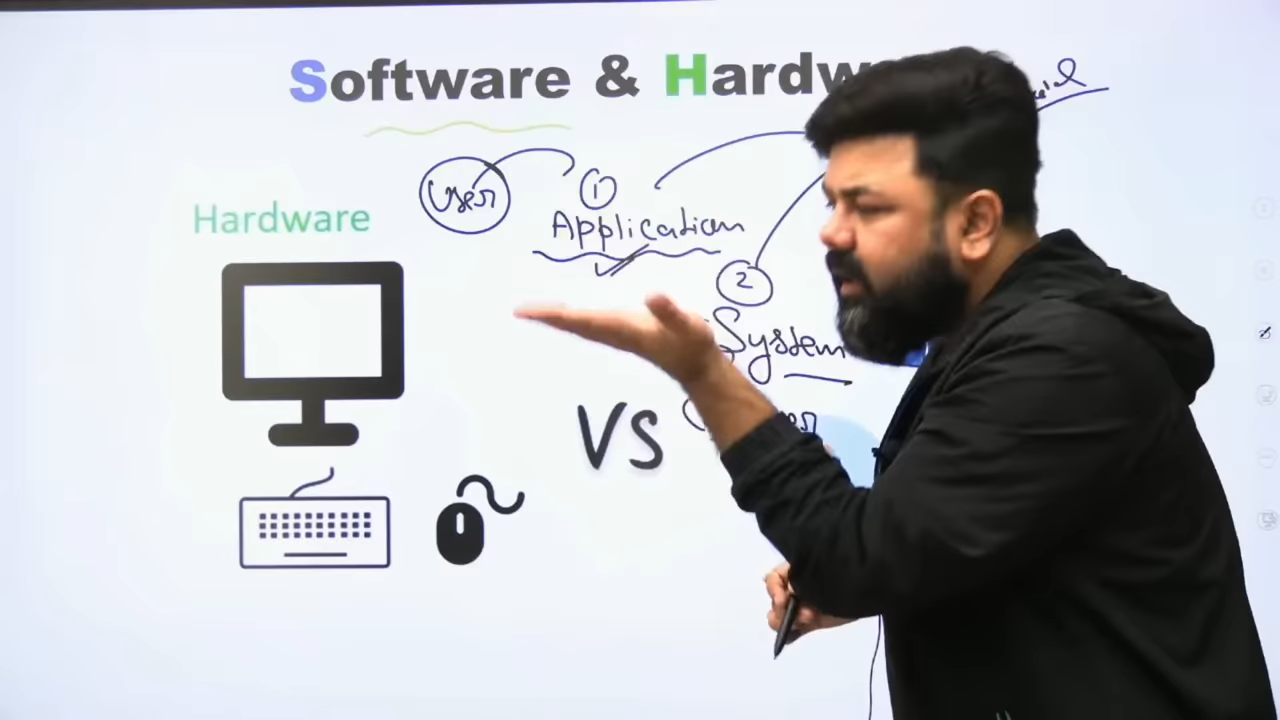 Software & Hardw
User
1
Application
Hardware
2
System
VS